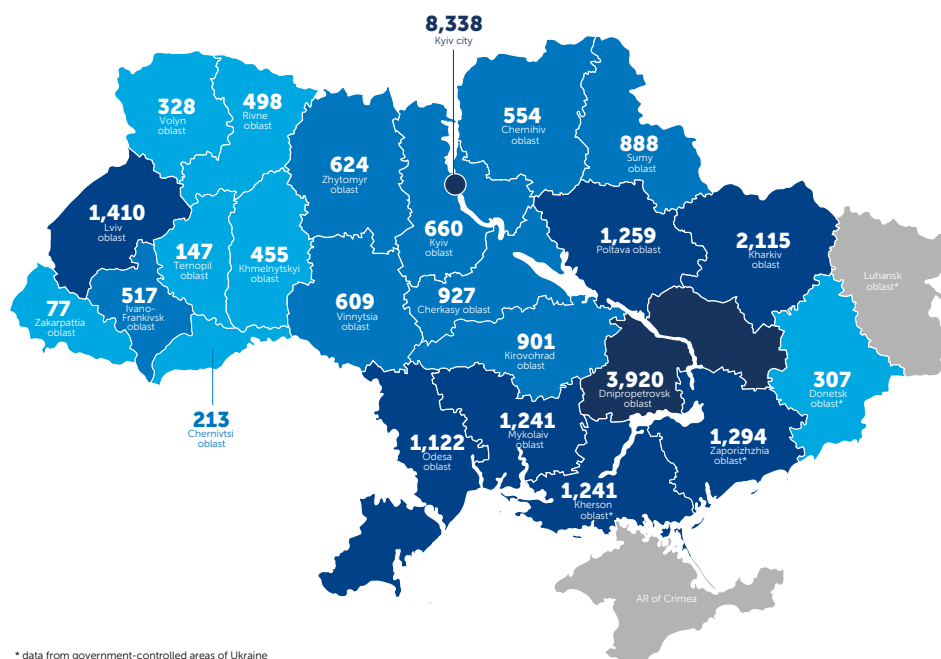 8,338
Kyiv city
328
Volyn
oblast
498
Rivne
oblast
624
Zhytomyr
oblast
554
Chernihiv
oblast
888
Sumy
oblast
1,410
Lviv
oblast
147
Ternopil
oblast
455
Khmelnytskyi
oblast
660
Kyiv
oblast
1,259
Poltava oblast
2,115
Kharkiv
oblast
Luhansk
oblast*
77
Zakarpattia
oblast
517
Ivano-
Frankivsk
oblast
609
Vinnytsia
oblast
927
Cherkasy oblast
901
Kirovohrad
oblast
3,920
Dnipropetrovsk
oblast
307
Donetsk
oblast*
213
Chernivtsi
oblast
1,122
Odesa
oblast
1,241
Mykolaiv
oblast
1,294
Zaporizhzhia
oblast*
1,241
Kherson
oblast*
AR of Crimea
* data from government-controlled areas of Ukraine